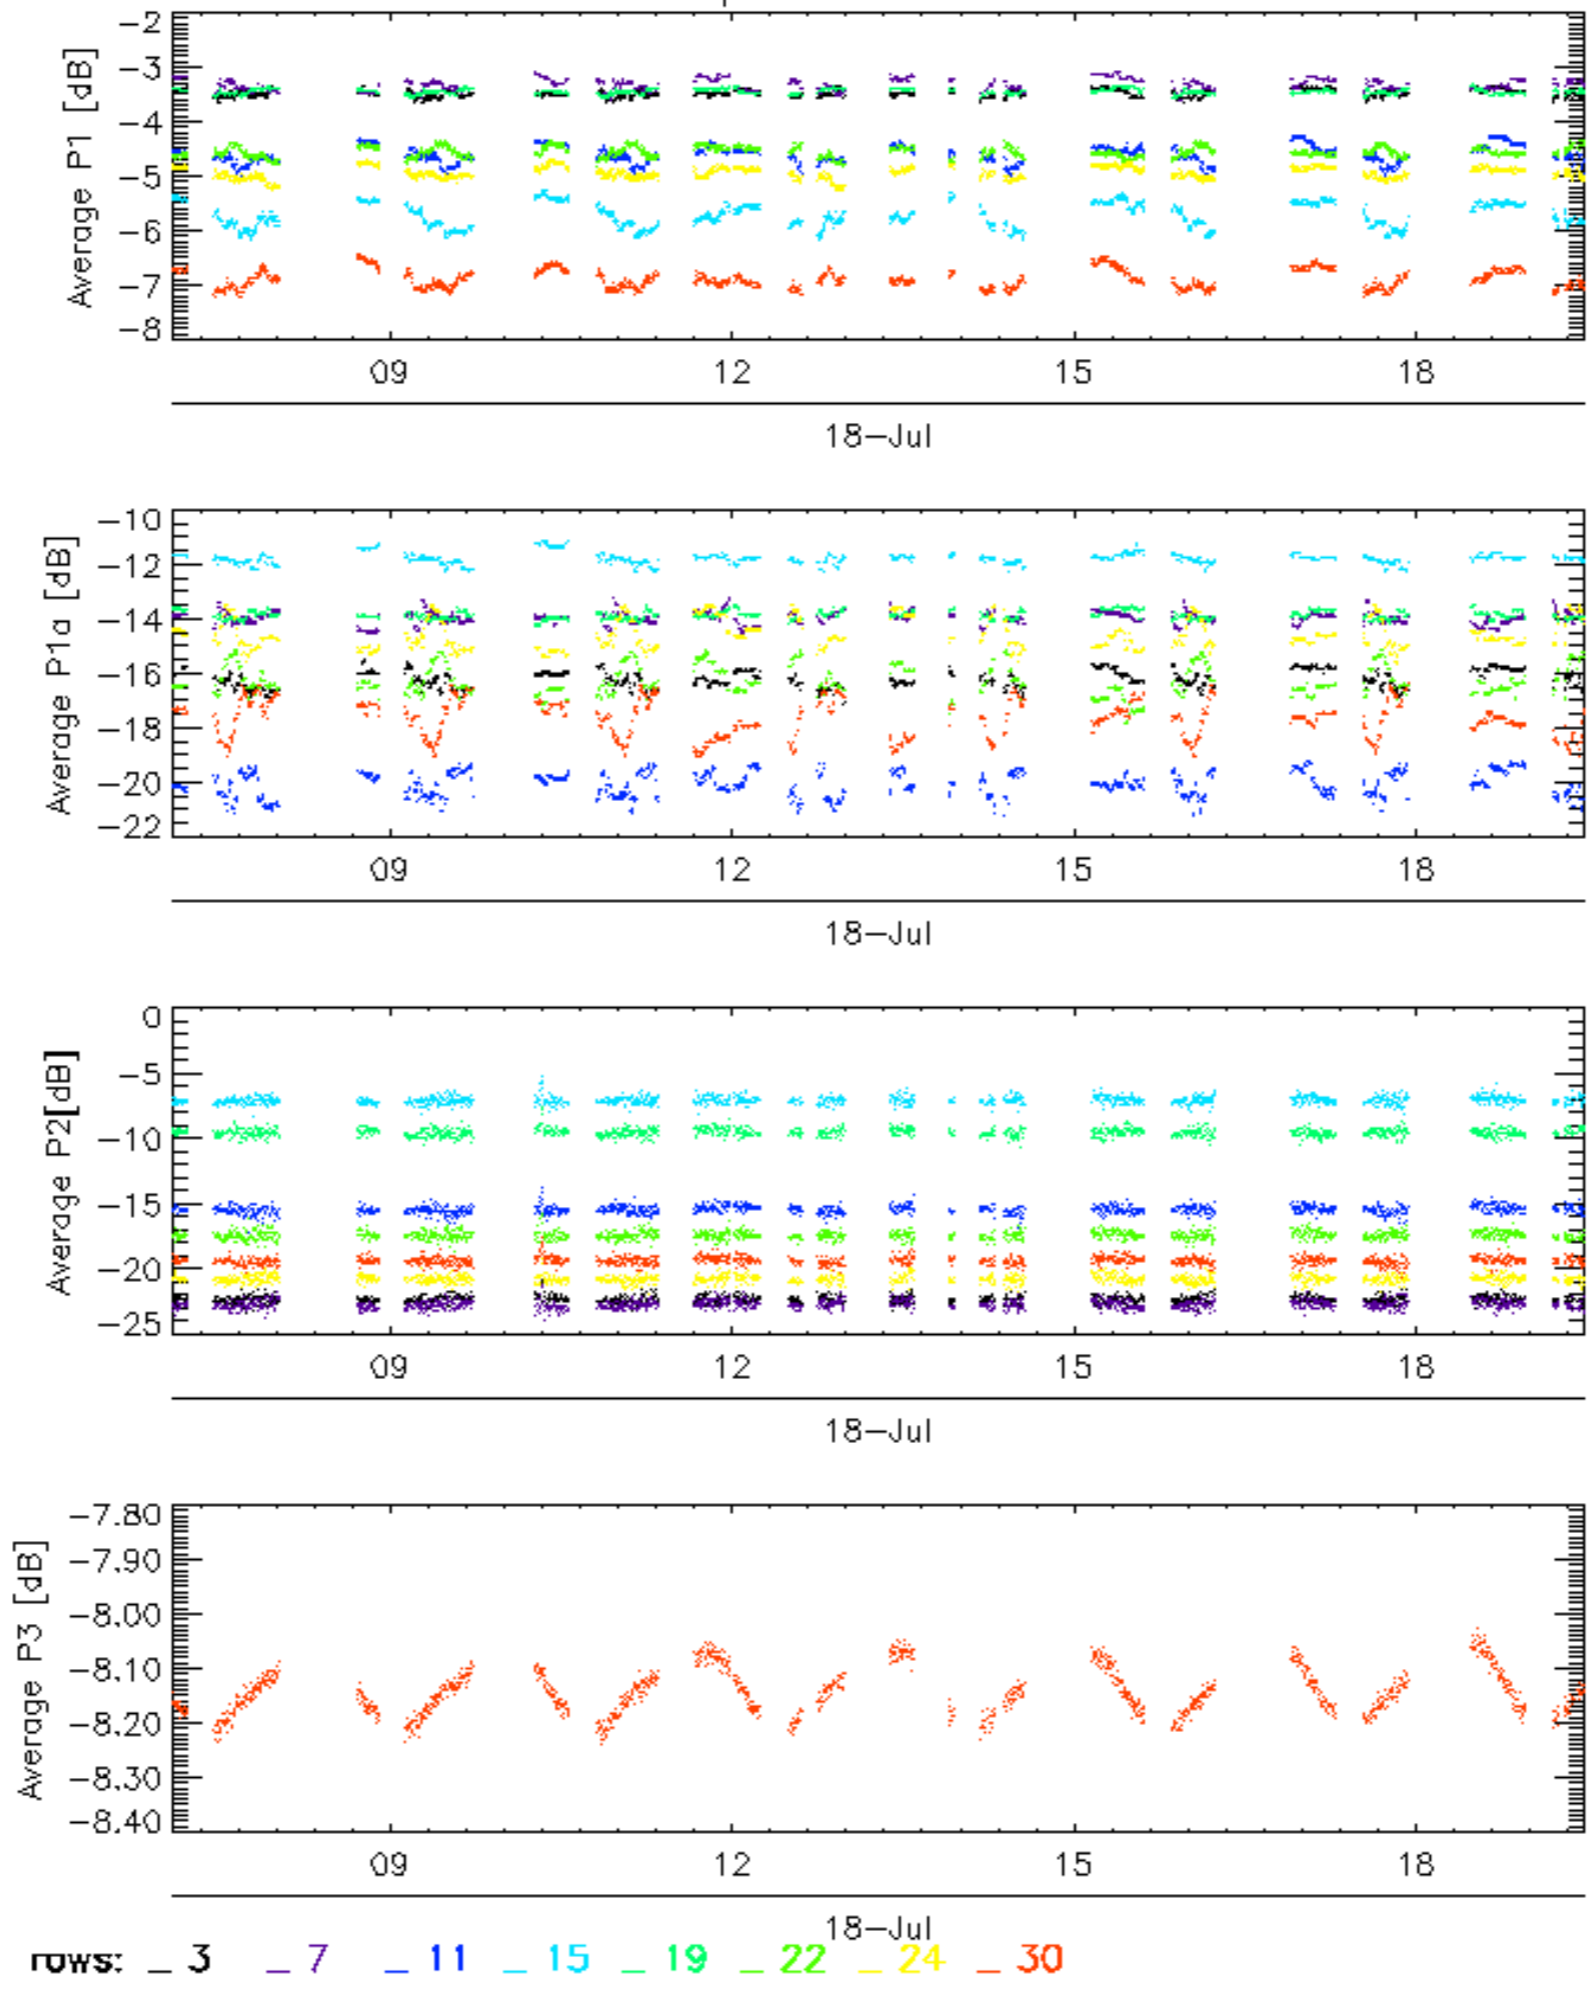 Average P1 [dB]
-2
-3
-4
-5
-6
-7
-8
09 12 15 18
18-Jul
Average P1a [dB]
-10
-12
-14
-16
-18
-20
-22
09 12 15 18
18-Jul
Average P2[dB]
0
-5
-10
-15
-20
-25
09 12 15 18
18-Jul
Average P3 [dB]
-7.80
-7.90
-8.00
-8.10
-8.20
-8.30
-8.40
09 12 15 18
18-Jul
rows: _ 3 _ 7 _ 11 _ 15 _ 19 _ 22 _ 24 _ 30